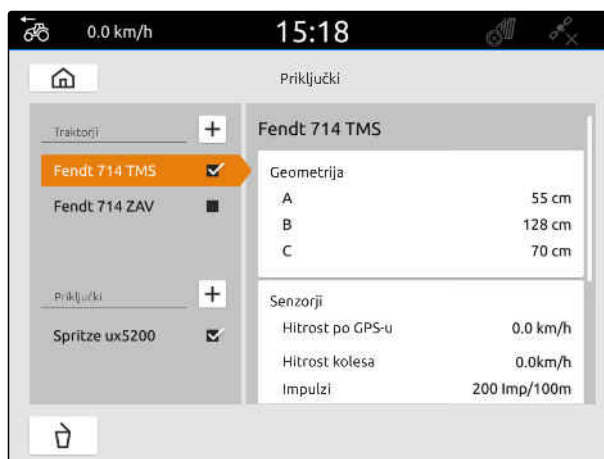 0.0 km/h 15:18
Priključki
Traktorji
Fendt 714 TMS
Fendt 714 ZAV
Priključki
Spritze ux5200
Fendt 714 TMS
Geometrija
A 55 cm
B 128 cm
C 70 cm
Senzorji
Hitrost po GPS-u 0.0 km/h
Hitrost kolesa 0.0km/h
Impulzi 200 Imp/100m